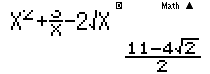 D Math ▲
X²+3/X-2√X
(11-4√2)/2